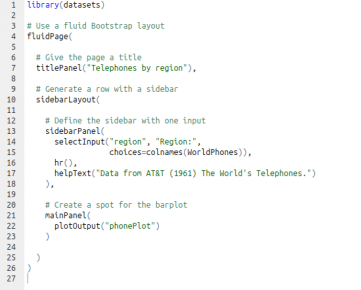 1 library(datasets)
2
3 # Use a fluid Bootstrap layout
4 fluidPage(
5
6   # Give the page a title
7   titlePanel("Telephones by region"),
8
9   # Generate a row with a sidebar
10   sidebarLayout(
11
12     # Define the sidebar with one input
13     sidebarPanel(
14       selectInput("region", "Region:",
15                   choices=colnames(WorldPhones)),
16       hr(),
17       helpText("Data from AT&T (1961) The World's Telephones.")
18     ),
19
20     # Create a spot for the barplot
21     mainPanel(
22       plotOutput("phonePlot")
23     )
24
25   )
26 )
27